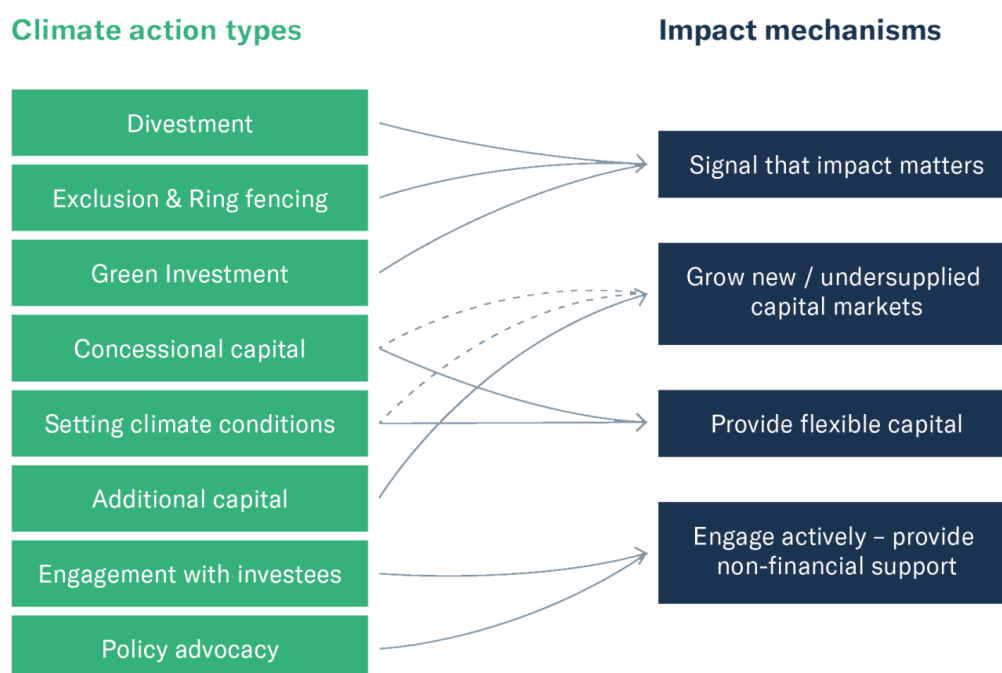 Climate action types
Impact mechanisms
Divestment
Exclusion & Ring fencing
Green Investment
Concessional capital
Setting climate conditions
Additional capital
Engagement with investees
Policy advocacy
Signal that impact matters
Grow new / undersupplied
capital markets
Provide flexible capital
Engage actively – provide
non-financial support